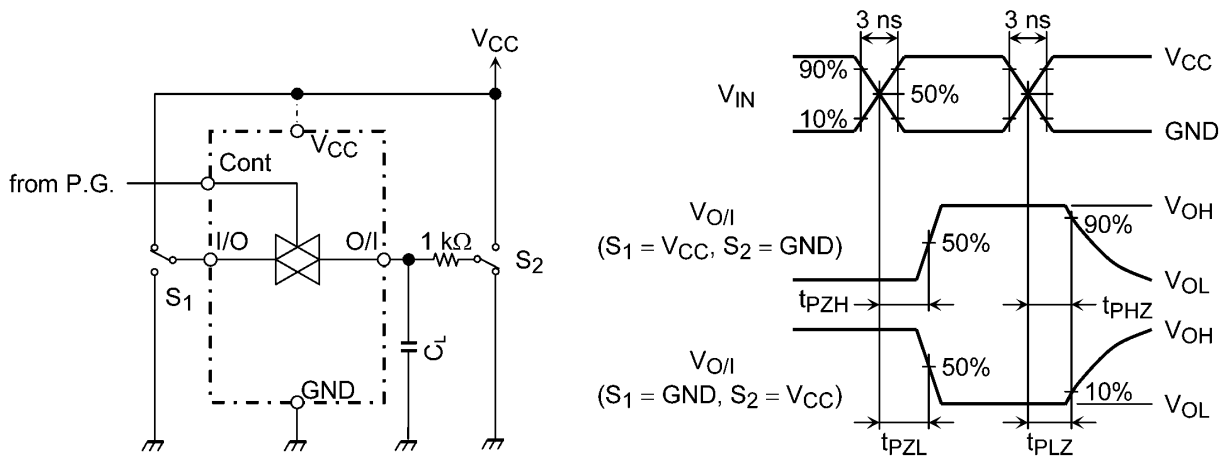 VCC
VCC
Cont
from P.G.
I/O
O/I
1 kΩ
S1
S2
CL
GND
3 ns
3 ns
VIN
90%
10%
50%
VCC
GND
VO/I
(S1 = VCC, S2 = GND)
50%
90%
VOH
VOL
tPZH
tPHZ
VO/I
(S1 = GND, S2 = VCC)
50%
10%
VOH
VOL
tPZL
tPLZ